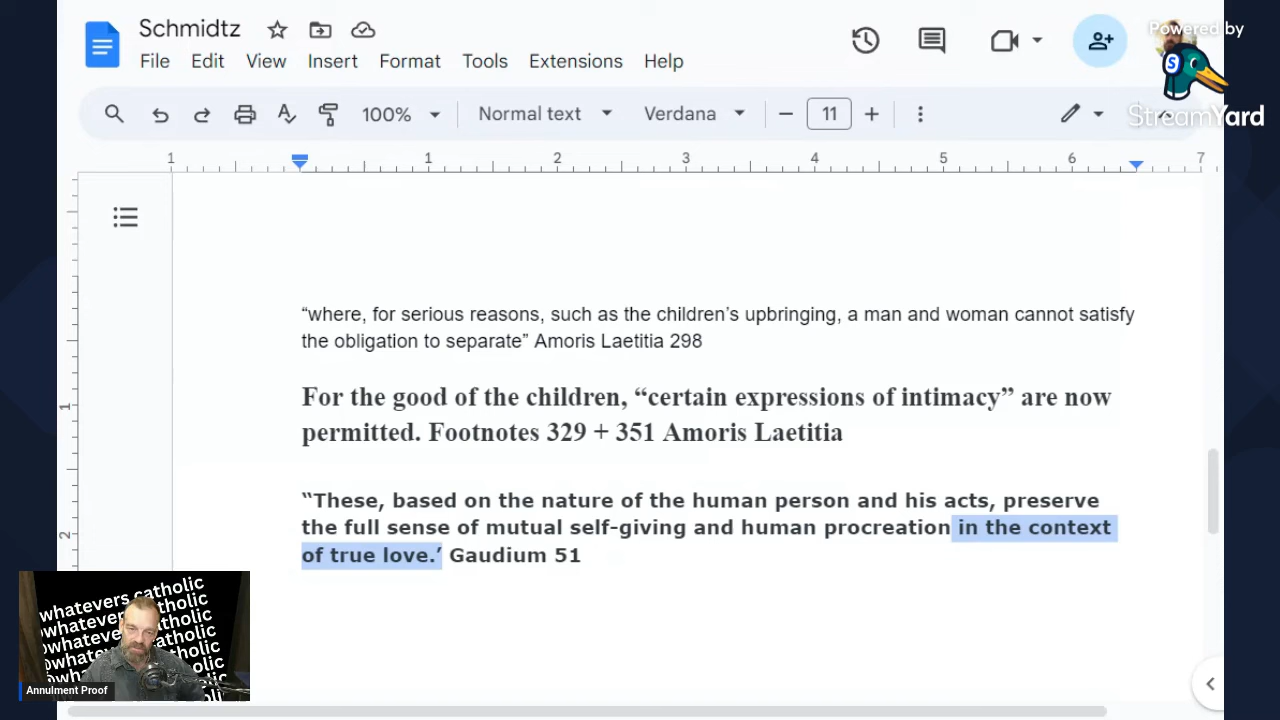 Schmidtz
Powered by
File Edit View Insert Format Tools Extensions Help
S
StreamYard
100% Normal text Verdana 11
1 1 2 3 4 5 6 7
“where, for serious reasons, such as the children’s upbringing, a man and woman cannot satisfy
the obligation to separate” Amoris Laetitia 298
1
For the good of the children, “certain expressions of intimacy” are now
permitted. Footnotes 329 + 351 Amoris Laetitia
“These, based on the nature of the human person and his acts, preserve
2
the full sense of mutual self-giving and human procreation in the context
of true love.’ Gaudium 51
whatevers catholic
Annulment Proof